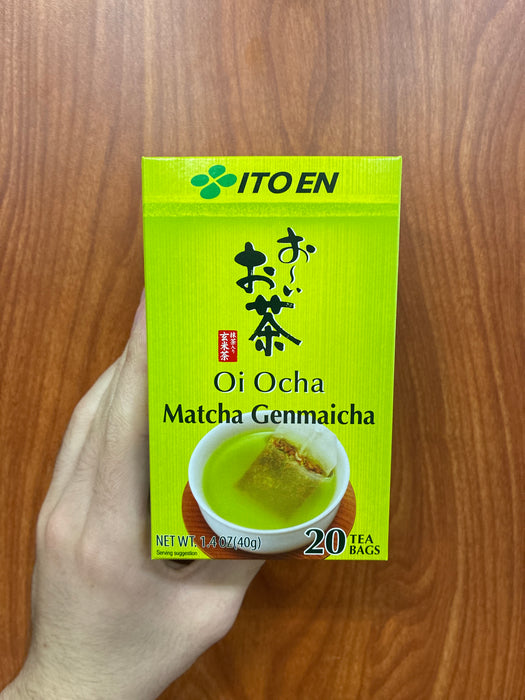 ITO EN
お～い
お茶
抹茶入り
玄米茶
Oi Ocha
Matcha Genmaicha
NET WT. 1.4 OZ(40g)
Serving suggestion
20 TEA
BAGS